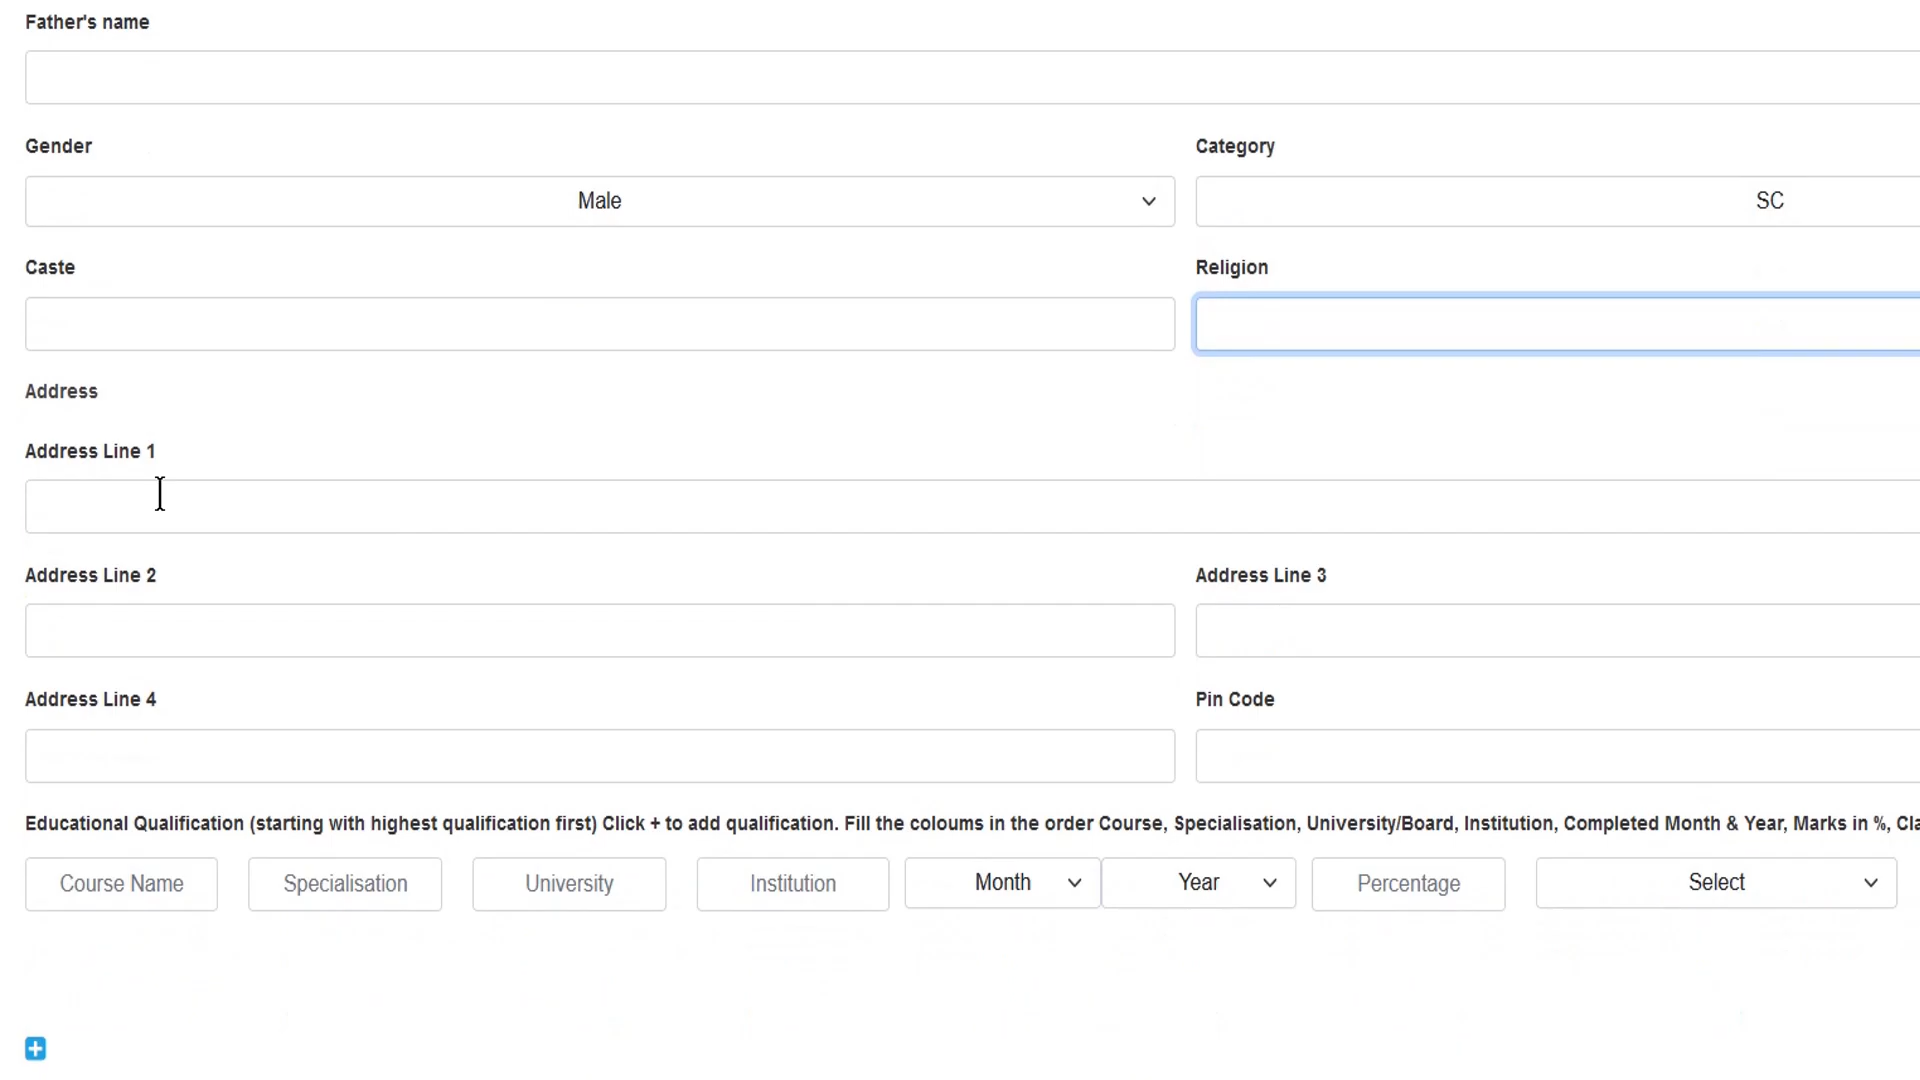 Father's name
Gender
Category
Male
SC
Caste
Religion
Address
Address Line 1
Address Line 2
Address Line 3
Address Line 4
Pin Code
Educational Qualification (starting with highest qualification first) Click + to add qualification. Fill the coloums in the order Course, Specialisation, University/Board, Institution, Completed Month & Year, Marks in %, Cla
Course Name
Specialisation
University
Institution
Month
Year
Percentage
Select